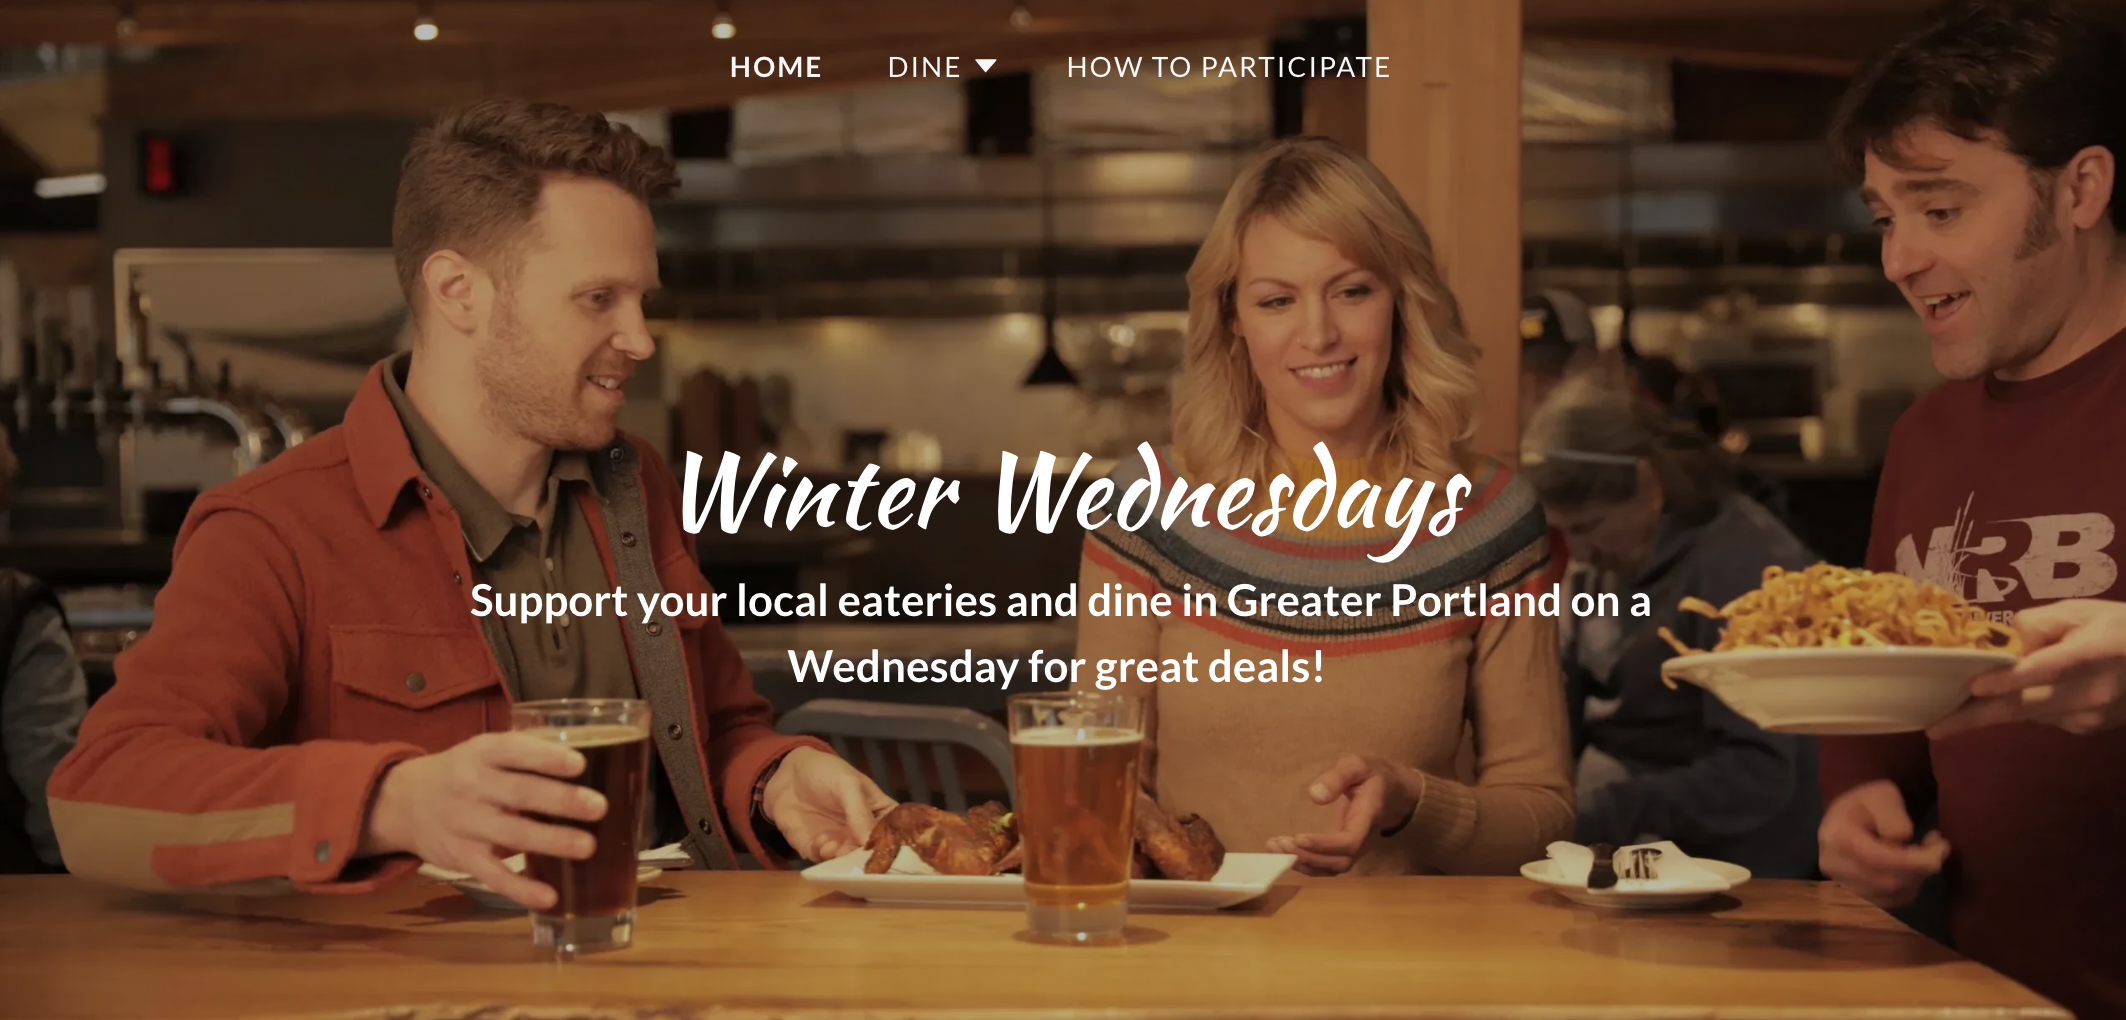 HOME DINE HOW TO PARTICIPATE
Winter Wednesdays
Support your local eateries and dine in Greater Portland on a
Wednesday for great deals!
MRB